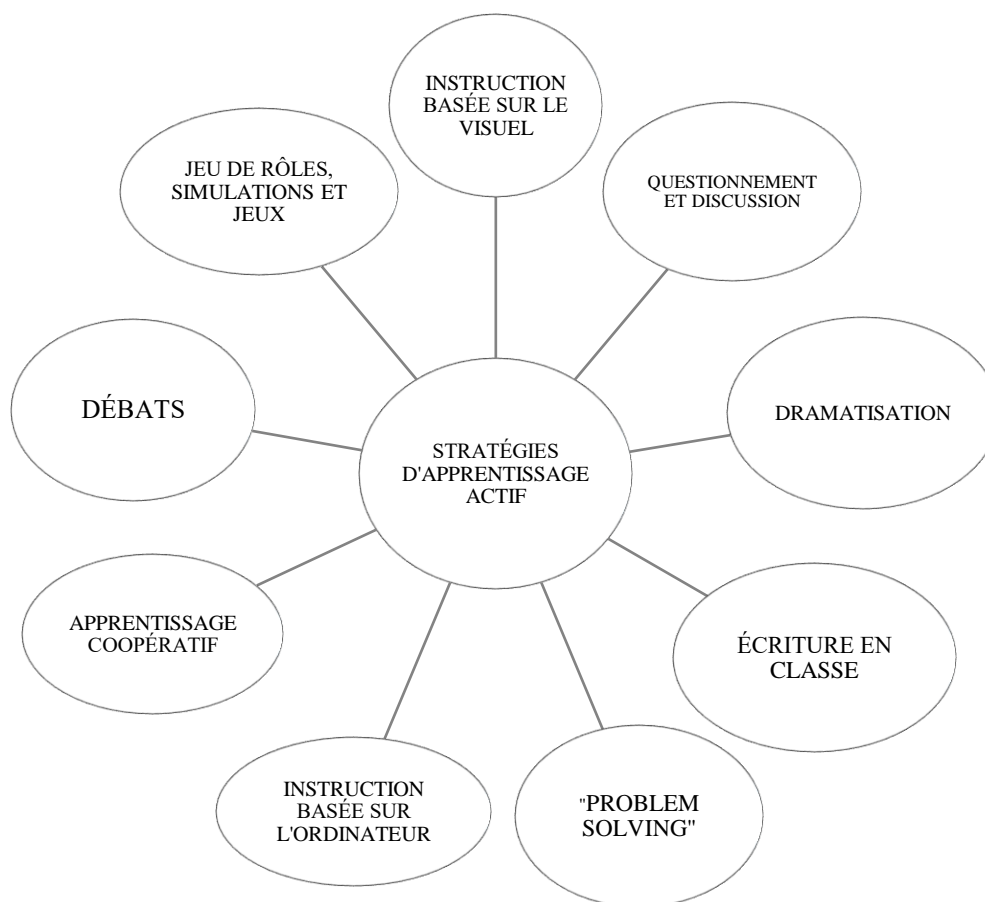 INSTRUCTION
BASÉE SUR LE
VISUEL
JEU DE RÔLES,
SIMULATIONS ET
JEUX
QUESTIONNEMENT
ET DISCUSSION
DÉBATS
DRAMATISATION
STRATÉGIES
D'APPRENTISSAGE
ACTIF
APPRENTISSAGE
COOPÉRATIF
ÉCRITURE EN
CLASSE
INSTRUCTION
BASÉE SUR
L'ORDINATEUR
"PROBLEM
SOLVING"